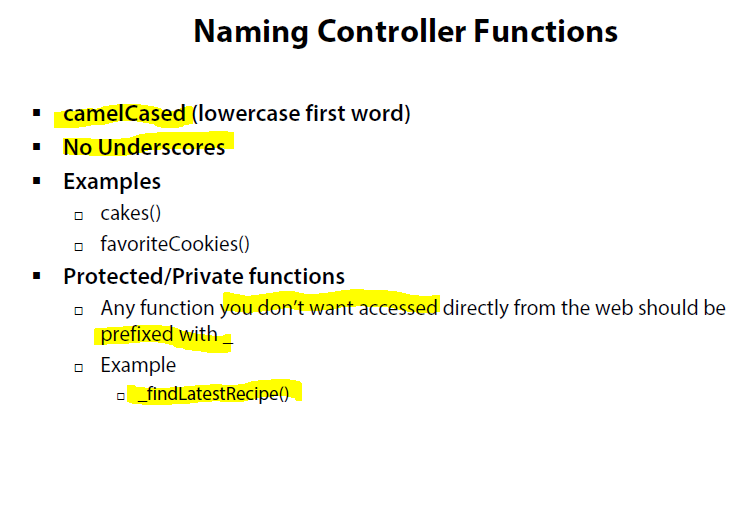 Naming Controller Functions
camelCased (lowercase first word)
No Underscores
Examples
cakes()
favoriteCookies()
Protected/Private functions
Any function you don’t want accessed directly from the web should be
prefixed with _
Example
_findLatestRecipe()